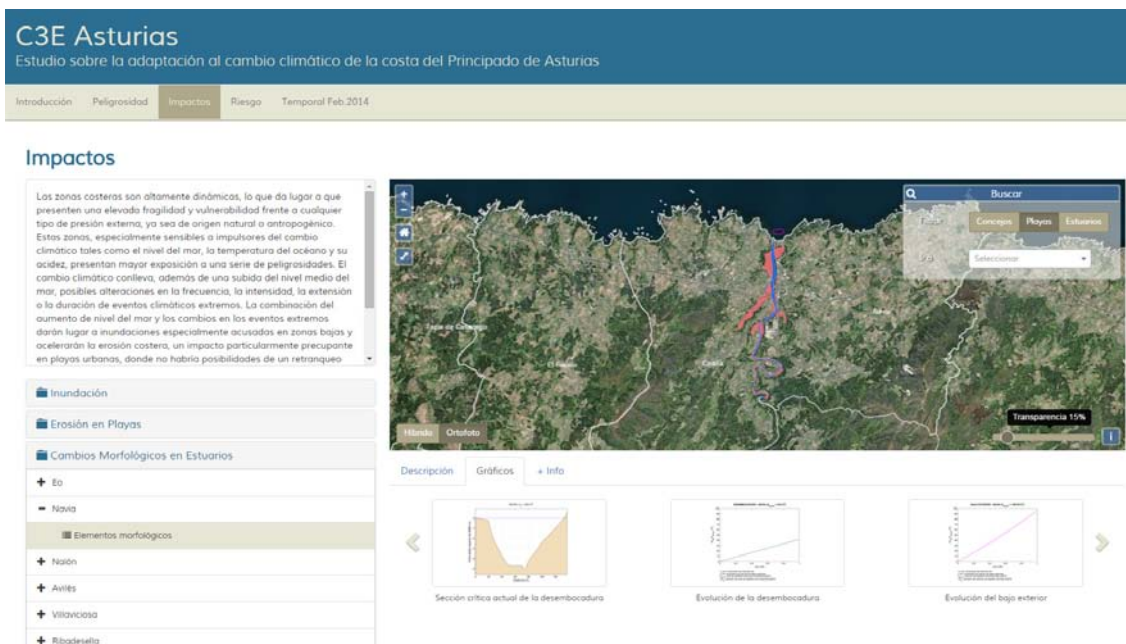 C3E Asturias
Estudio sobre la adaptación al cambio climático de la costa del Principado de Asturias
Introducción Peligrosidad Impactos Riesgo Temporal Feb.2014
Impactos
Las zonas costeras son altamente dinámicas, lo que da lugar a que
presenten una elevada fragilidad y vulnerabilidad frente a cualquier
tipo de presión externa, ya sea de origen natural o antropogénico.
Estas zonas, especialmente sensibles a impulsores del cambio
climático tales como el nivel del mar, la temperatura del océano y su
acidez, presentan mayor exposición a una serie de peligrosidades. El
cambio climático conlleva, además de una subida del nivel medio del
mar, posibles alteraciones en la frecuencia, la intensidad, la extensión
o la duración de eventos climáticos extremos. La combinación del
aumento de nivel del mar y los cambios en los eventos extremos
darán lugar a inundaciones especialmente acusadas en zonas bajas y
acelerarán la erosión costera, un impacto particularmente precupante
en playas urbanas, donde no habría posibilidades de un retranqueo
Inundación
Erosión en Playas
Cambios Morfológicos en Estuarios
+ Eo
- Navia
Elementos morfológicos
+ Nalón
+ Avilés
+ Villaviciosa
+ Ribadesella
+
-
Buscar
Concejos Playas Estuarios
Seleccionar
Híbrido Ortofoto
Transparencia 15%
i
Descripción Gráficos + Info
Sección crítica actual de la desembocadura
Evolución de la desembocadura
Evolución del bajo exterior